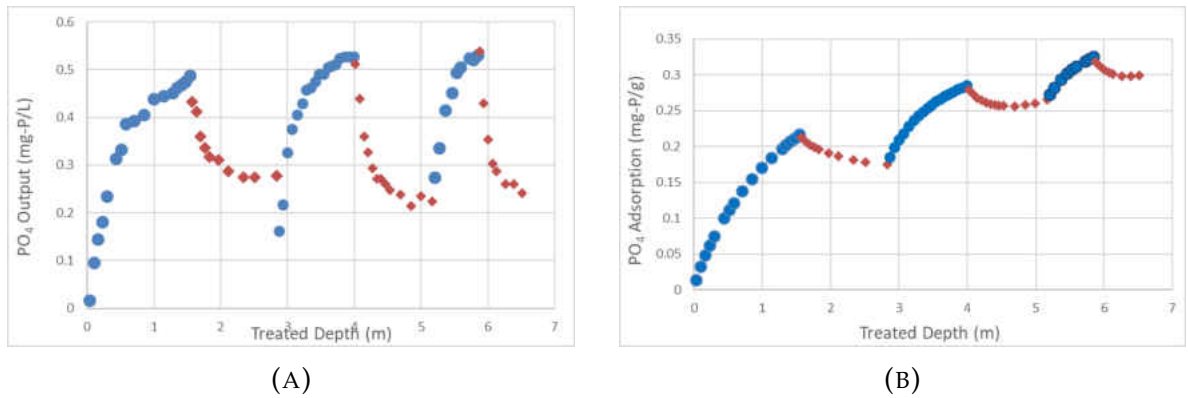 PO4 Output (mg-P/L)
0.6
0.5
0.4
0.3
0.2
0.1
0
0 1 2 3 4 5 6 7
Treated Depth (m)
(A)
PO4 Adsorption (mg-P/g)
0.35
0.3
0.25
0.2
0.15
0.1
0.05
0
0 1 2 3 4 5 6 7
Treated Depth (m)
(B)